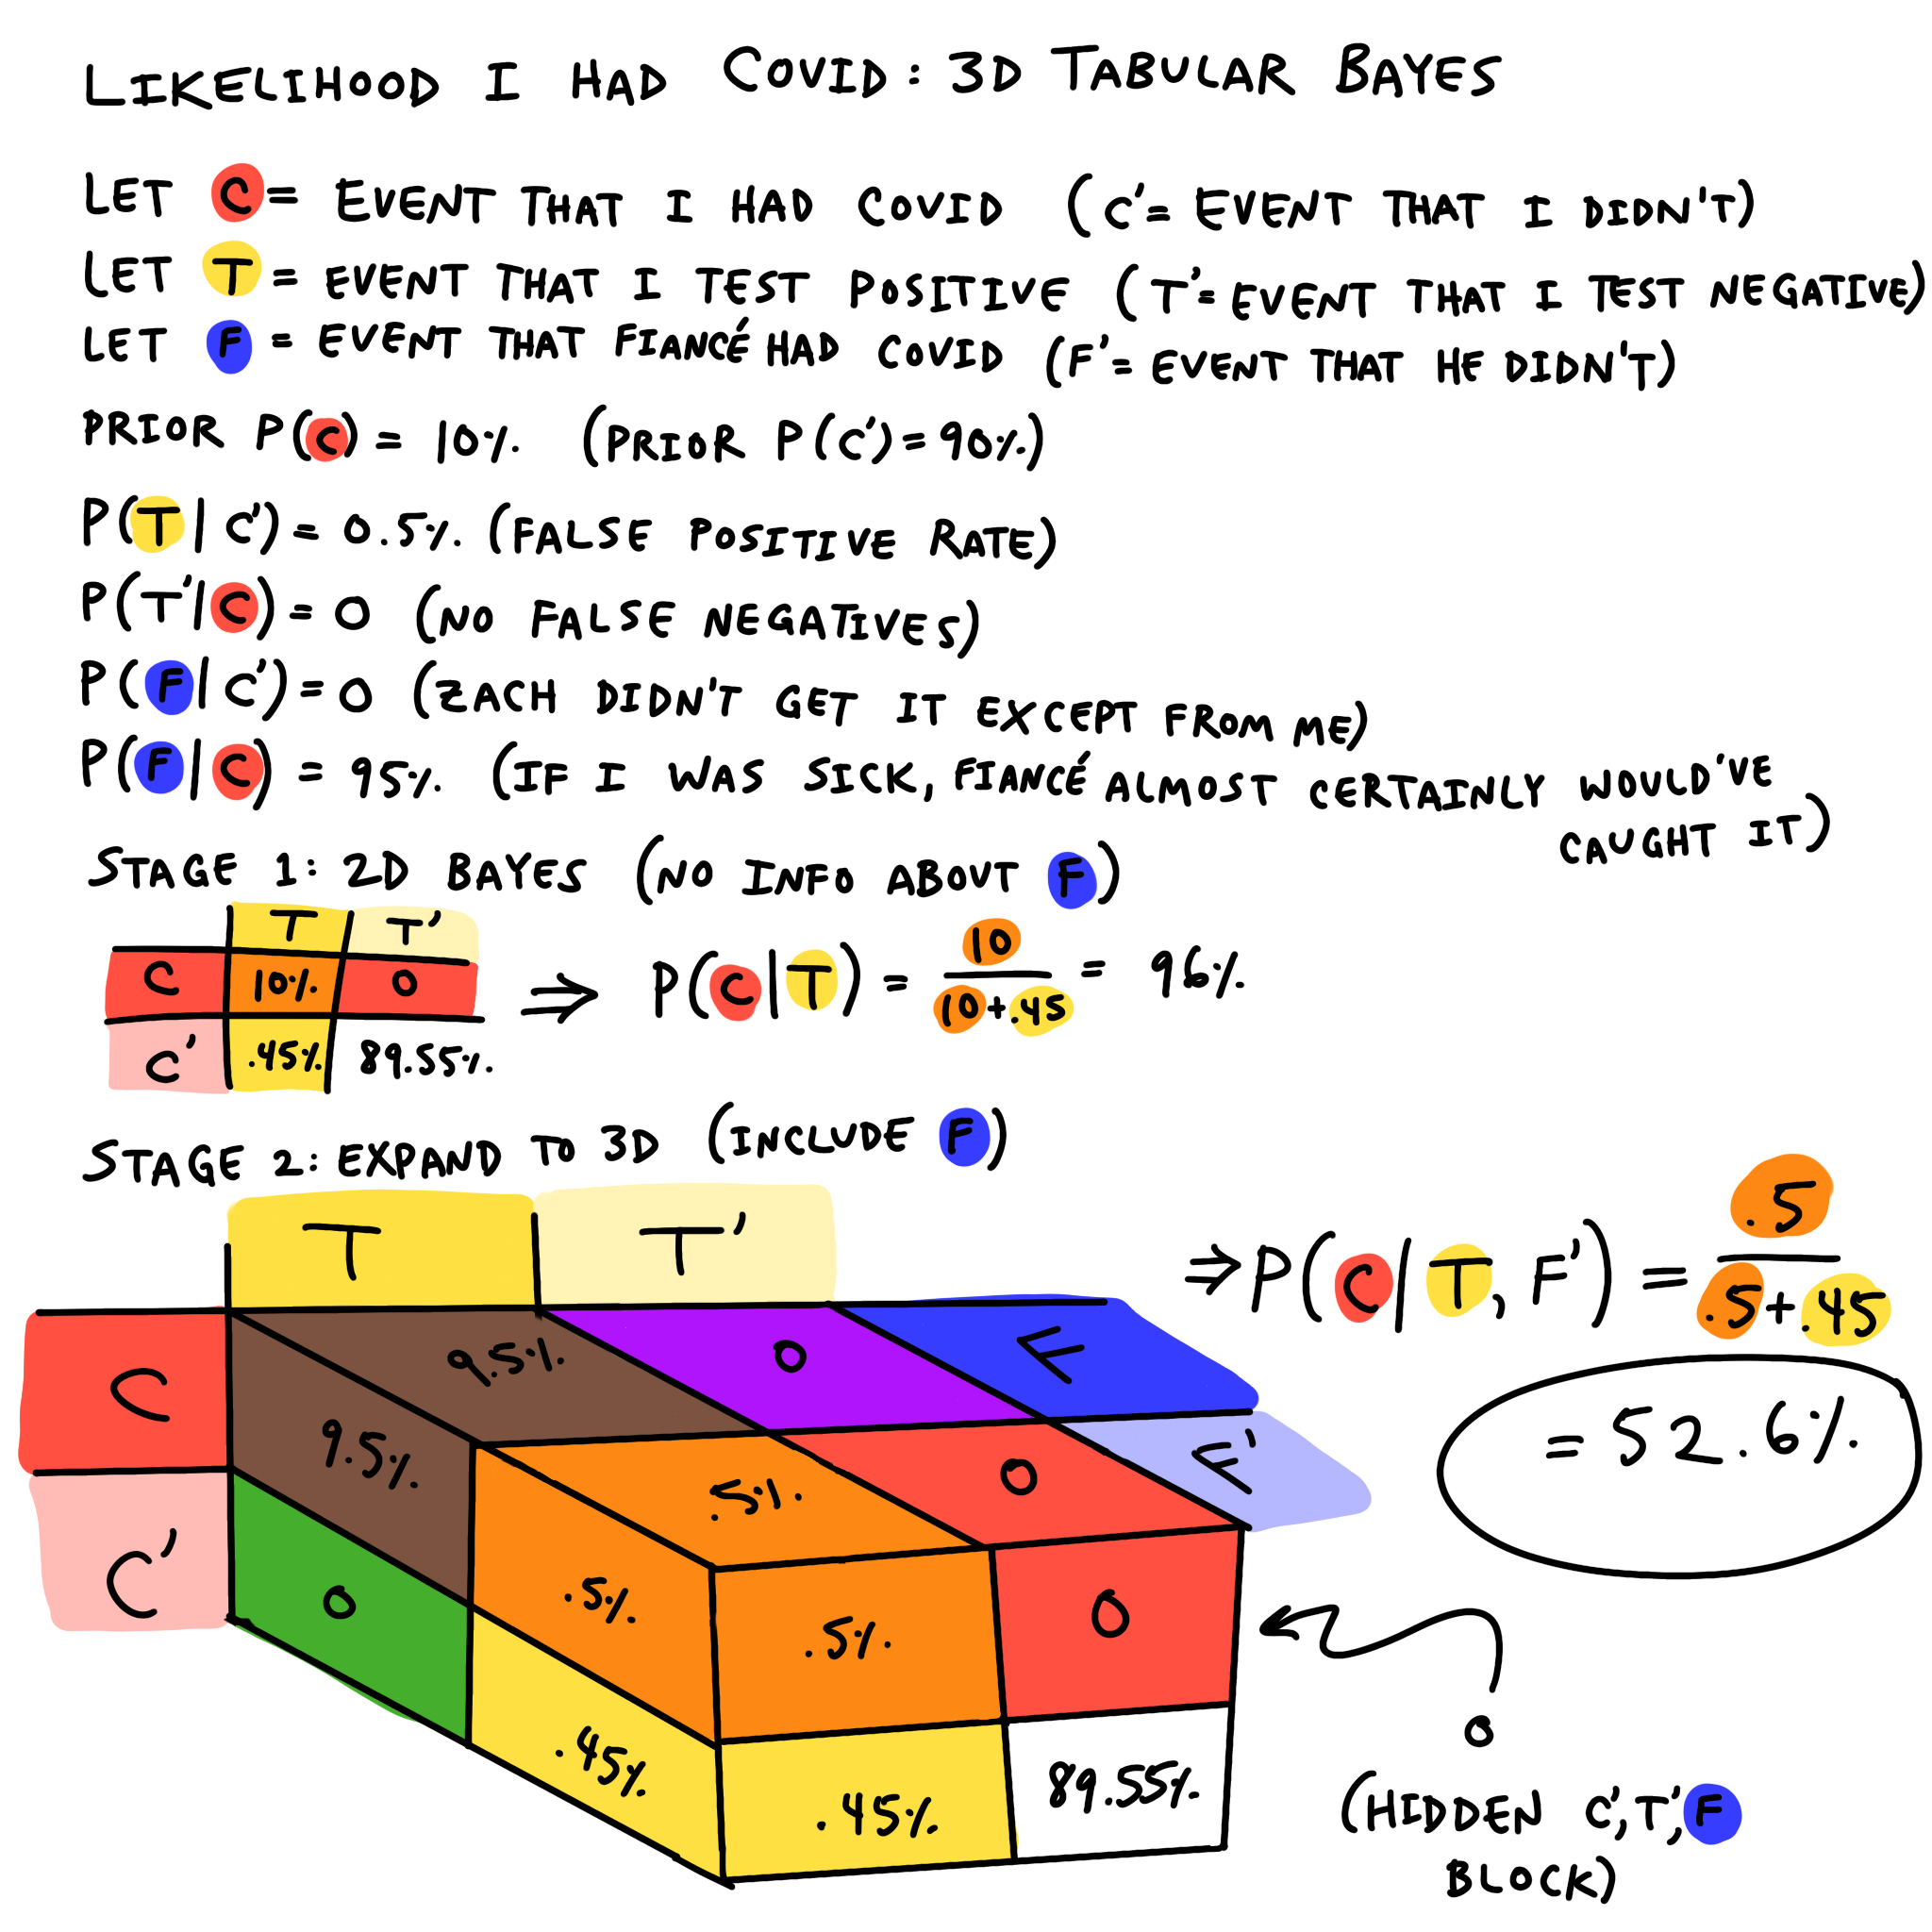 LIKELIHOOD I HAD COVID: 3D TABULAR BAYES
LET C = EVENT THAT I HAD COVID (C'= EVENT THAT I DIDN'T)
LET T = EVENT THAT I TEST POSITIVE (T'= EVENT THAT I TEST NEGATIVE)
LET F = EVENT THAT FIANCÉ HAD COVID (F'= EVENT THAT HE DIDN'T)
PRIOR P(C) = 10% (PRIOR P(C')=90%)
P(T|C') = 0.5% (FALSE POSITIVE RATE)
P(T'|C) = 0 (NO FALSE NEGATIVES)
P(F|C') = 0 (ZACH DIDN'T GET IT EXCEPT FROM ME)
P(F|C) = 95% (IF I WAS SICK, FIANCÉ ALMOST CERTAINLY WOULD'VE
CAUGHT IT)
STAGE 1: 2D BAYES (NO INFO ABOUT F)
T T'
C 10% 0
C' .45% 89.55%
⇒ P(C|T) = 10 / 10+.45 = 96%
STAGE 2: EXPAND TO 3D (INCLUDE F)
T T'
⇒ P(C|T, F') = .5 / .5+.45
= 52.6%
C 9.5% 0 F
9.5% .5% 0 F'
C' 0 .5% .5% 0
.45% .45% 89.55%
0
(HIDDEN C', T', F
BLOCK)